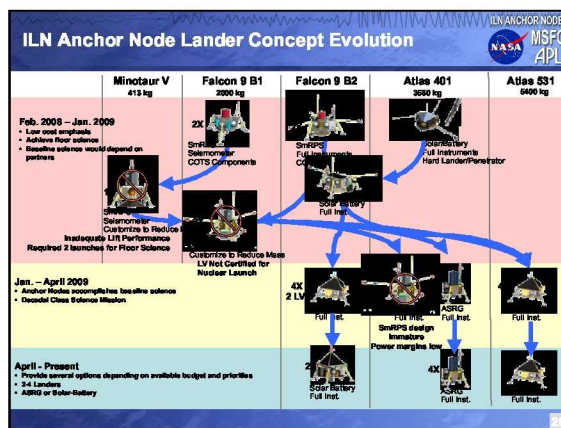 ILN ANCHOR NODE
ILN Anchor Node Lander Concept Evolution
NASA
MSFC
APL
Minotaur V
413 kg
Falcon 9 B1
2000 kg
Falcon 9 B2
Atlas 401
3580 kg
Atlas 531
5400 kg
Feb. 2008 – Jan. 2009
• Low cost emphasis
• Achieve floor science
• Baseline science would depend on
partners
2X
SmRPS
Seismometer
COTS Components
SmRPS
Full Instruments
Solar/Battery
Full Instruments
Hard Lander/Penetrator
Seismometer
Customize to Reduce
Inadequate Lift Performance
Required 2 launches for Floor Science
Customize to Reduce Mass
LV Not Certified for
Nuclear Launch
Solar Battery
Full Inst.
Jan. – April 2009
• Anchor Nodes accomplishes baseline science
• Decadal Class Science Mission
4X
2 LV
Full Inst.
Full Inst.
SmRPS design
Immature
Power margins low
ASRG
Full Inst.
Full Inst.
April - Present
• Provide several options depending on available budget and priorities
• 2-4 Landers
• ASRG or Solar-Battery
2
Solar Battery
Full Inst.
4X
ASRG
Full Inst.
Full Inst.